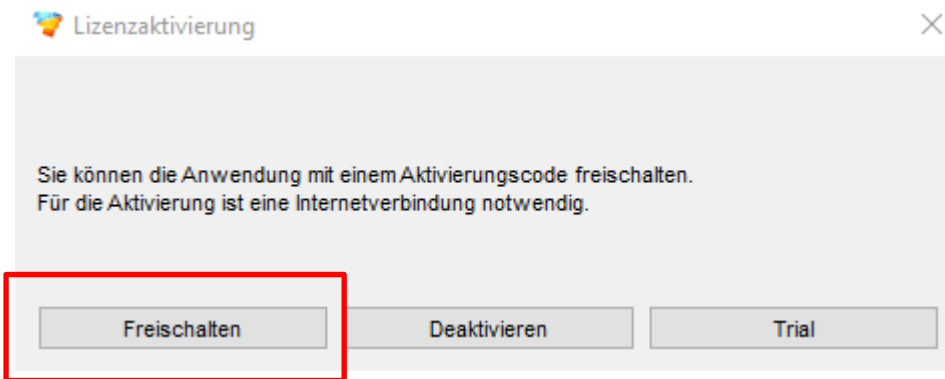 Lizenzaktivierung
Sie können die Anwendung mit einem Aktivierungscode freischalten.
Für die Aktivierung ist eine Internetverbindung notwendig.
Freischalten Deaktivieren Trial